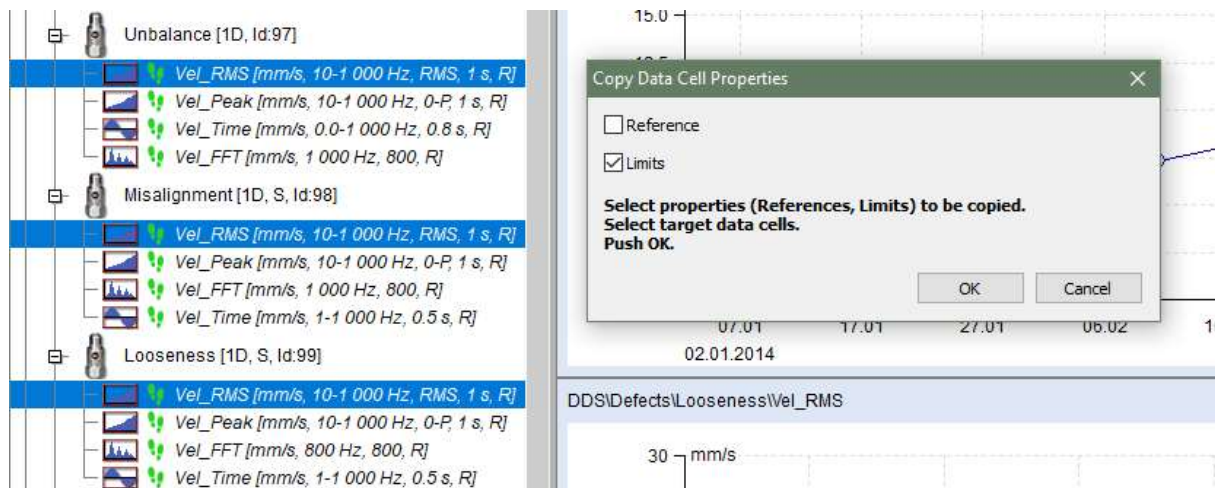 Unbalance [1D, Id:97]
Vel_RMS [mm/s, 10-1 000 Hz, RMS, 1 s, R]
Vel_Peak [mm/s, 10-1 000 Hz, 0-P, 1 s, R]
Vel_Time [mm/s, 0.0-1 000 Hz, 0.8 s, R]
Vel_FFT [mm/s, 1 000 Hz, 800, R]
Misalignment [1D, S, Id:98]
Vel_RMS [mm/s, 10-1 000 Hz, RMS, 1 s, R]
Vel_Peak [mm/s, 10-1 000 Hz, 0-P, 1 s, R]
Vel_FFT [mm/s, 1 000 Hz, 800, R]
Vel_Time [mm/s, 1-1 000 Hz, 0.5 s, R]
Looseness [1D, S, Id:99]
Vel_RMS [mm/s, 10-1 000 Hz, RMS, 1 s, R]
Vel_Peak [mm/s, 10-1 000 Hz, 0-P, 1 s, R]
Vel_FFT [mm/s, 800 Hz, 800, R]
Vel_Time [mm/s, 1-1 000 Hz, 0.5 s, R]
15.0
Copy Data Cell Properties
Reference
Limits
Select properties (References, Limits) to be copied.
Select target data cells.
Push OK.
OK Cancel
07.01 17.01 27.01 06.02
02.01.2014
DDS\Defects\Looseness\Vel_RMS
30 mm/s